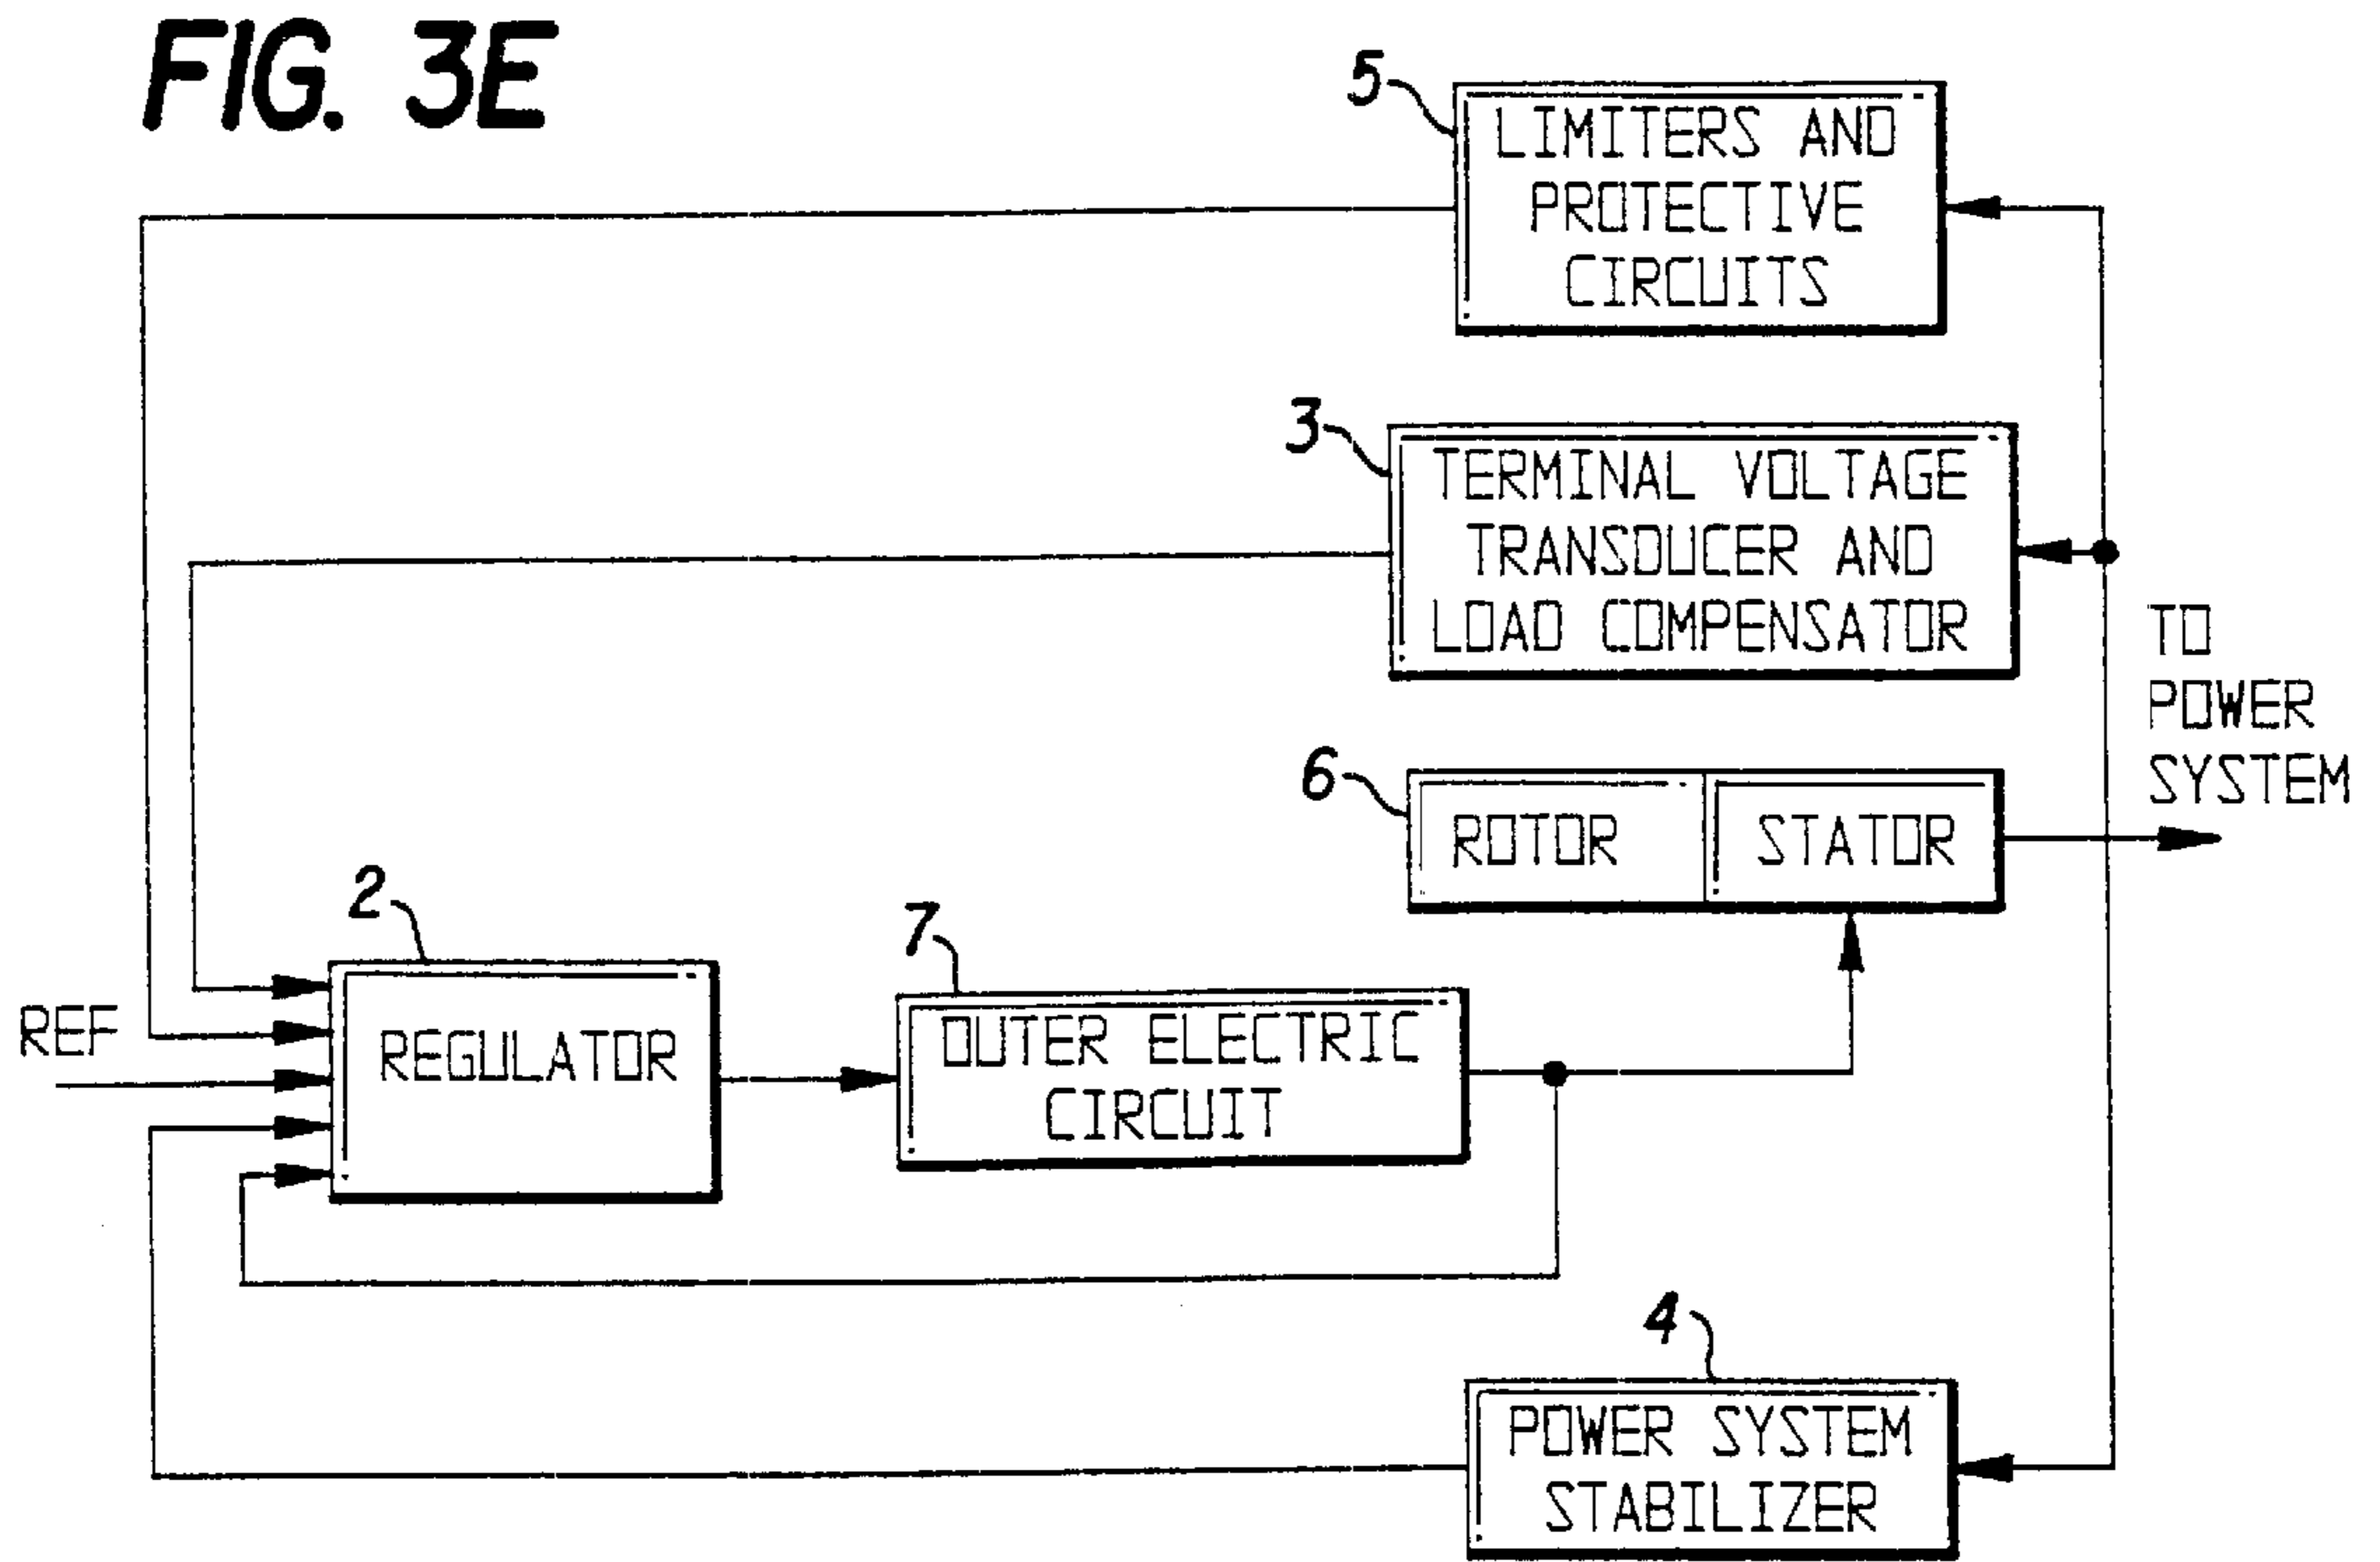 FIG. 3E
5
LIMITERS AND
PROTECTIVE
CIRCUITS
3
TERMINAL VOLTAGE
TRANSDUCER AND
LOAD COMPENSATOR
TO
POWER
SYSTEM
6
ROTOR
STATOR
2
REF
REGULATOR
7
OUTER ELECTRIC
CIRCUIT
4
POWER SYSTEM
STABILIZER